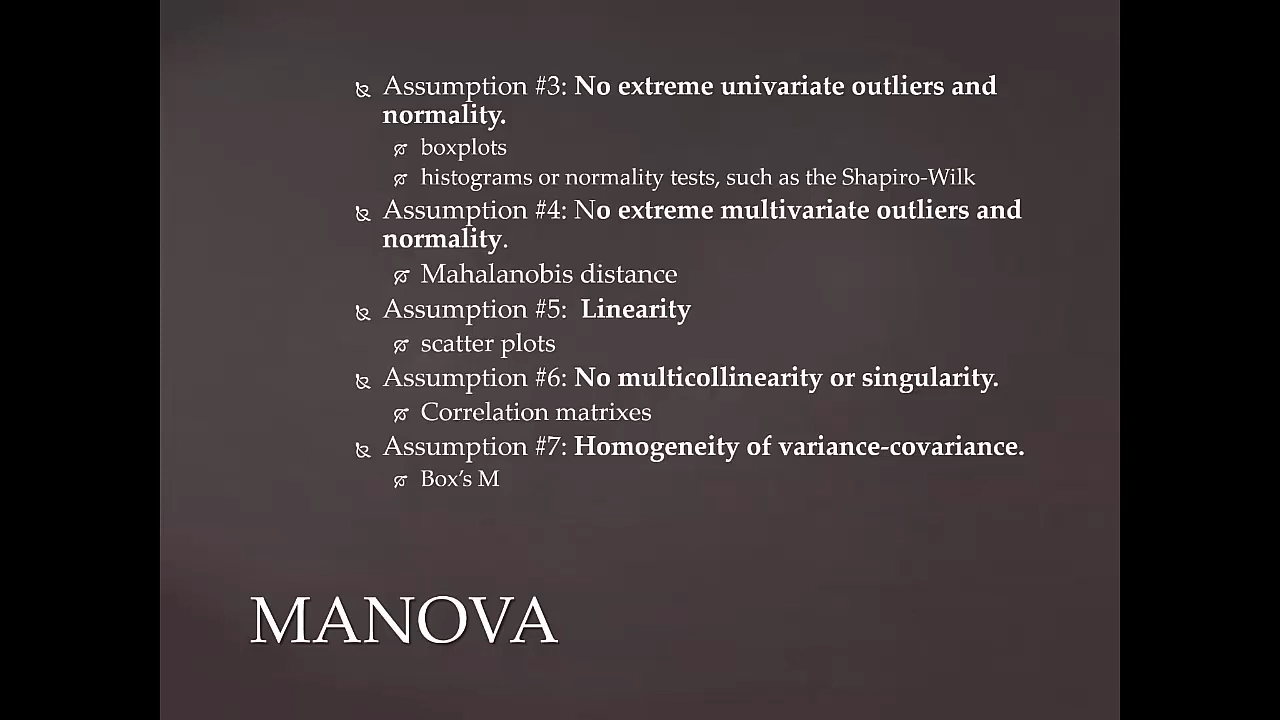 Assumption #3: No extreme univariate outliers and
normality.
boxplots
histograms or normality tests, such as the Shapiro-Wilk
Assumption #4: No extreme multivariate outliers and
normality.
Mahalanobis distance
Assumption #5:  Linearity
scatter plots
Assumption #6: No multicollinearity or singularity.
Correlation matrixes
Assumption #7: Homogeneity of variance-covariance.
Box’s M
MANOVA